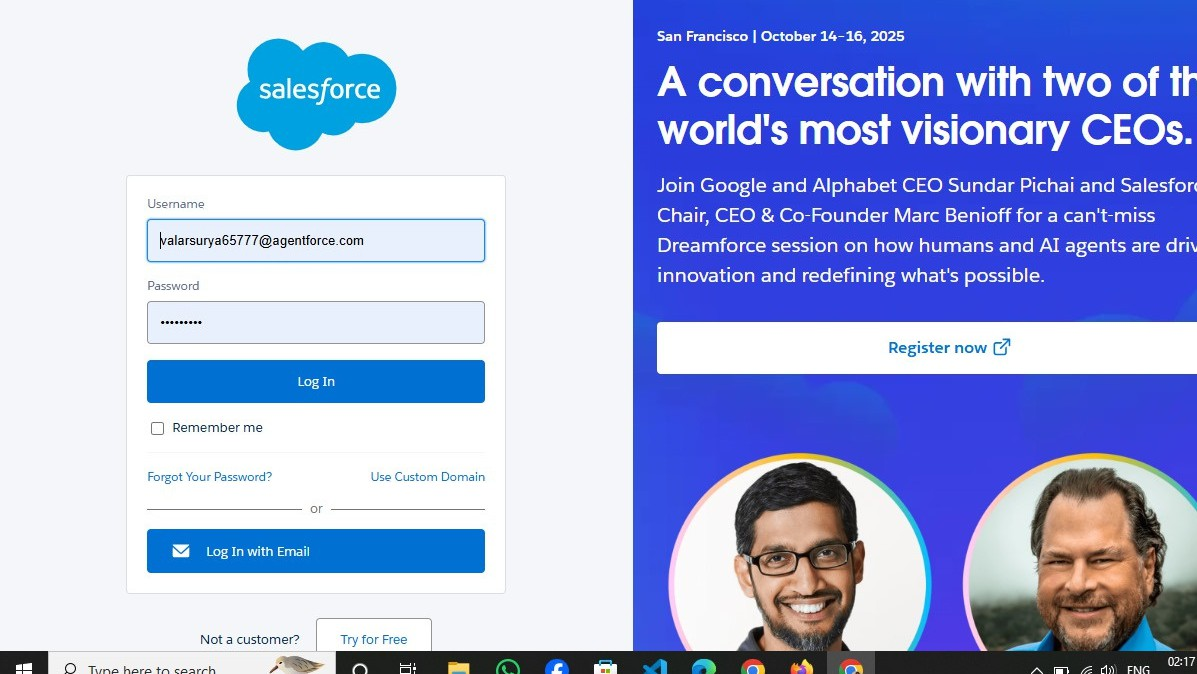 salesforce
Username
valarsurya65777@agentforce.com
Password
•••••••••
Log In
Remember me
Forgot Your Password?
Use Custom Domain
or
Log In with Email
Not a customer?
Try for Free
San Francisco | October 14–16, 2025
A conversation with two of th
world's most visionary CEOs.
Join Google and Alphabet CEO Sundar Pichai and Salesforc
Chair, CEO & Co-Founder Marc Benioff for a can't-miss
Dreamforce session on how humans and AI agents are driv
innovation and redefining what's possible.
Register now
Type here to search
ENG
02:17